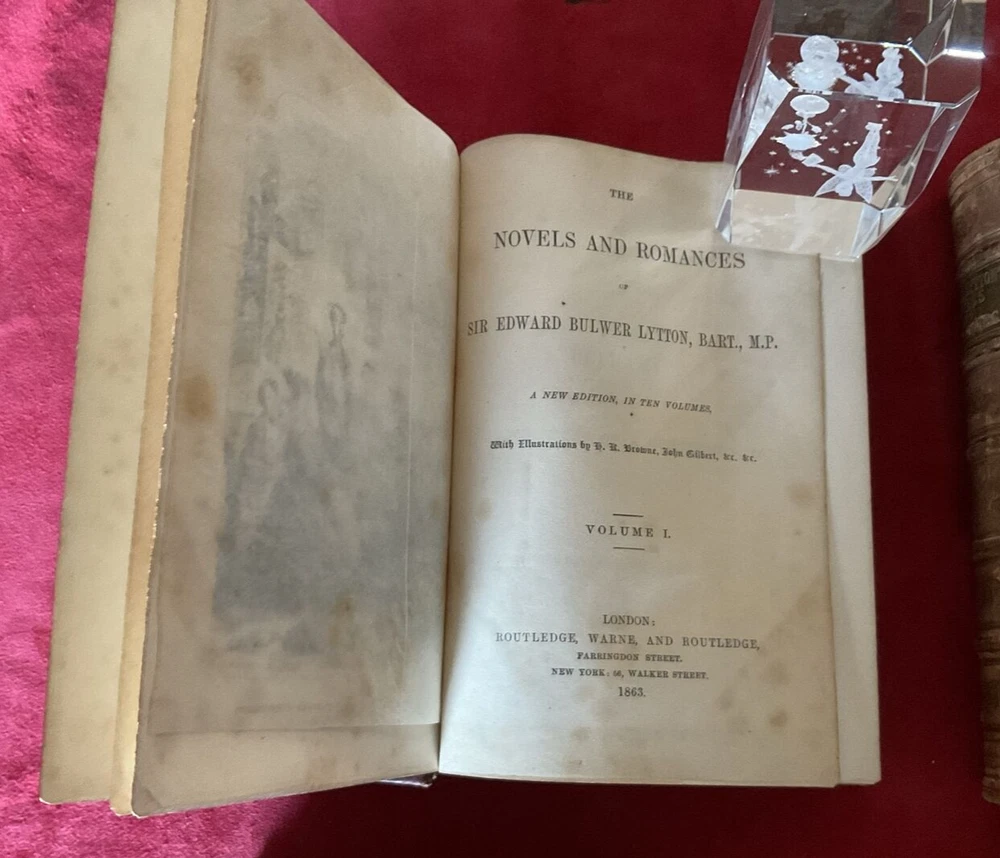 THE
NOVELS AND ROMANCES
OF
SIR EDWARD BULWER LYTTON, BART., M.P.
A NEW EDITION, IN TEN VOLUMES,
With Illustrations by H. K. Browne, John Gilbert, &c. &c.
VOLUME I.
LONDON:
ROUTLEDGE, WARNE, AND ROUTLEDGE,
FARRINGDON STREET.
NEW YORK: 56, WALKER STREET.
1863.